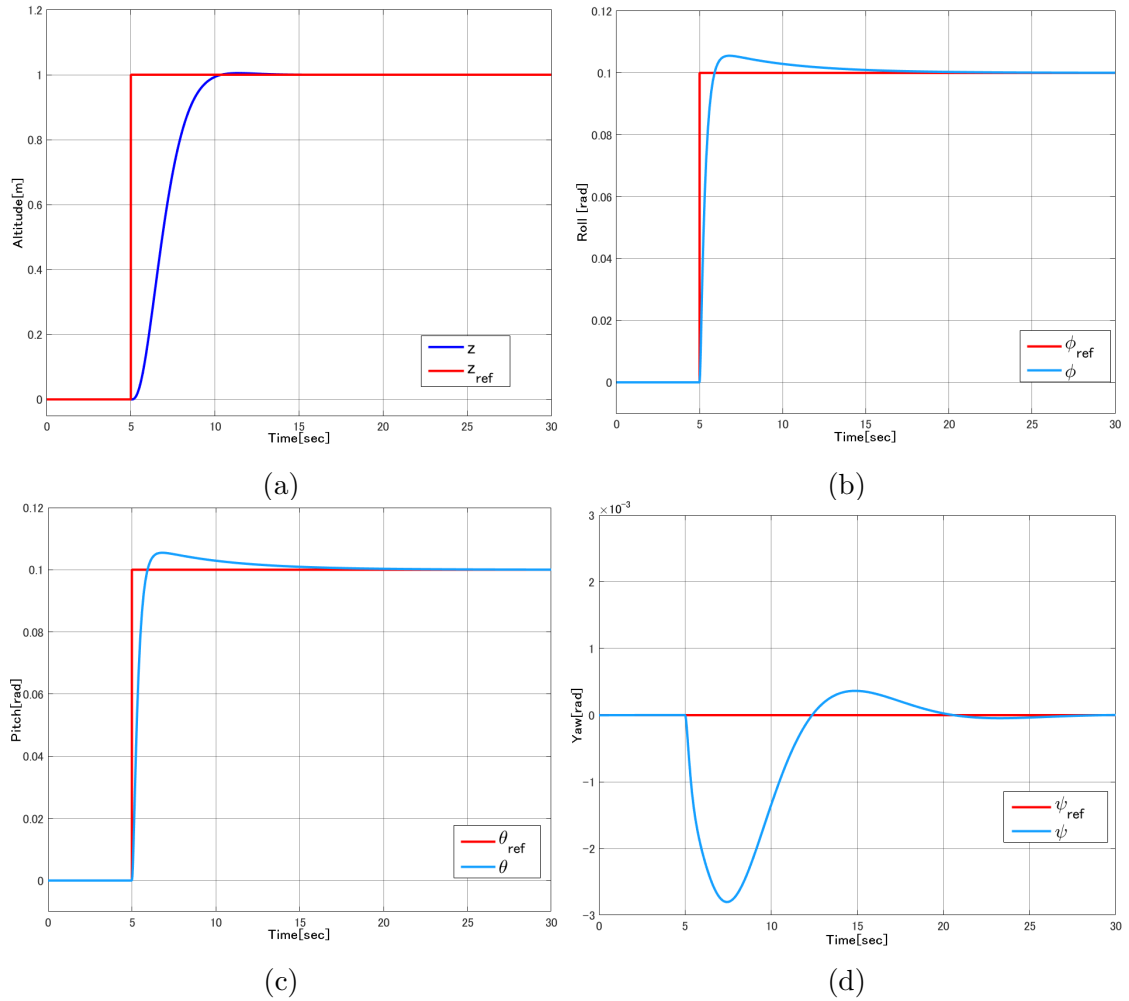 1.2
1
0.8
0.6
0.4
0.2
0
Altitude[m]
z
z_ref
0 5 10 15 20 25 30
Time[sec]
(a)
0.12
0.1
0.08
0.06
0.04
0.02
0
Roll [rad]
ϕ_ref
ϕ
0 5 10 15 20 25 30
Time[sec]
(b)
0.12
0.1
0.08
0.06
0.04
0.02
0
Pitch[rad]
θ_ref
θ
0 5 10 15 20 25 30
Time[sec]
(c)
×10⁻³
3
2
1
0
-1
-2
-3
Yaw[rad]
ψ_ref
ψ
0 5 10 15 20 25 30
Time[sec]
(d)